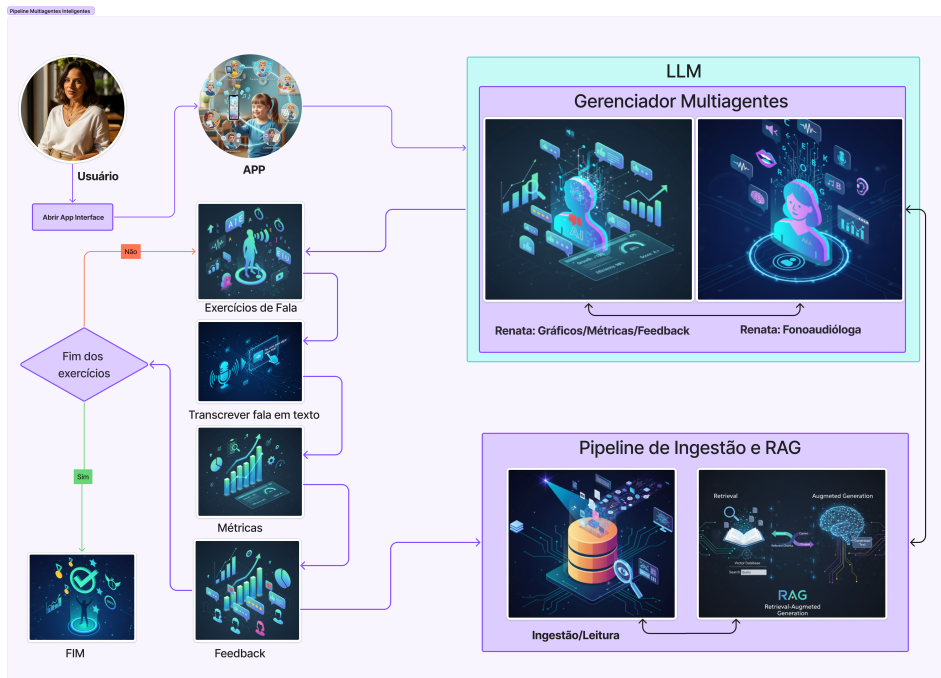 Pipeline Multiagentes Inteligentes
LLM
Gerenciador Multiagentes
Usuário
APP
Abrir App Interface
Não
Exercícios de Fala
Renata: Gráficos/Métricas/Feedback
Renata: Fonoaudióloga
Fim dos
exercícios
Transcrever fala em texto
Pipeline de Ingestão e RAG
Sim
Métricas
Retrieval
Augmeted Generation
RAG
Retrieval-Augmeted
Generation
Ingestão/Leitura
FIM
Feedback